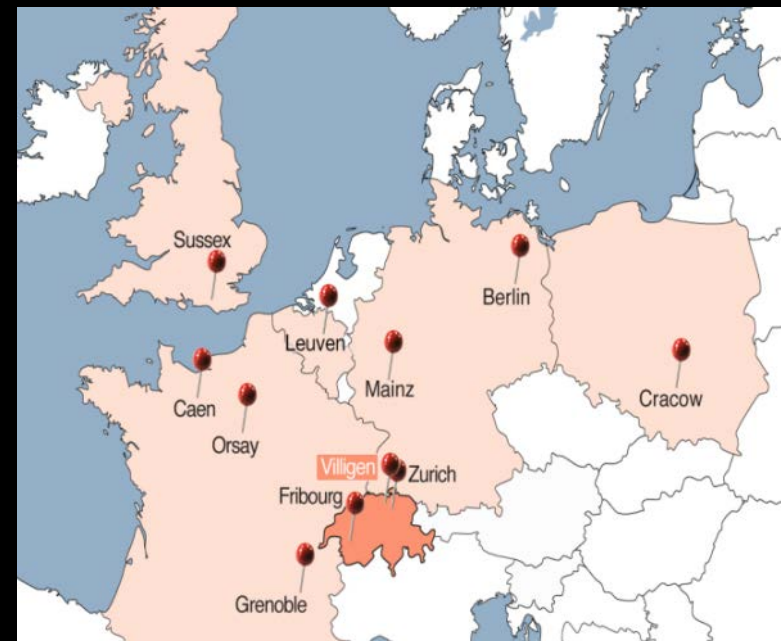 Sussex
Berlin
Leuven
Mainz
Cracow
Caen
Orsay
Villigen
Zurich
Fribourg
Grenoble